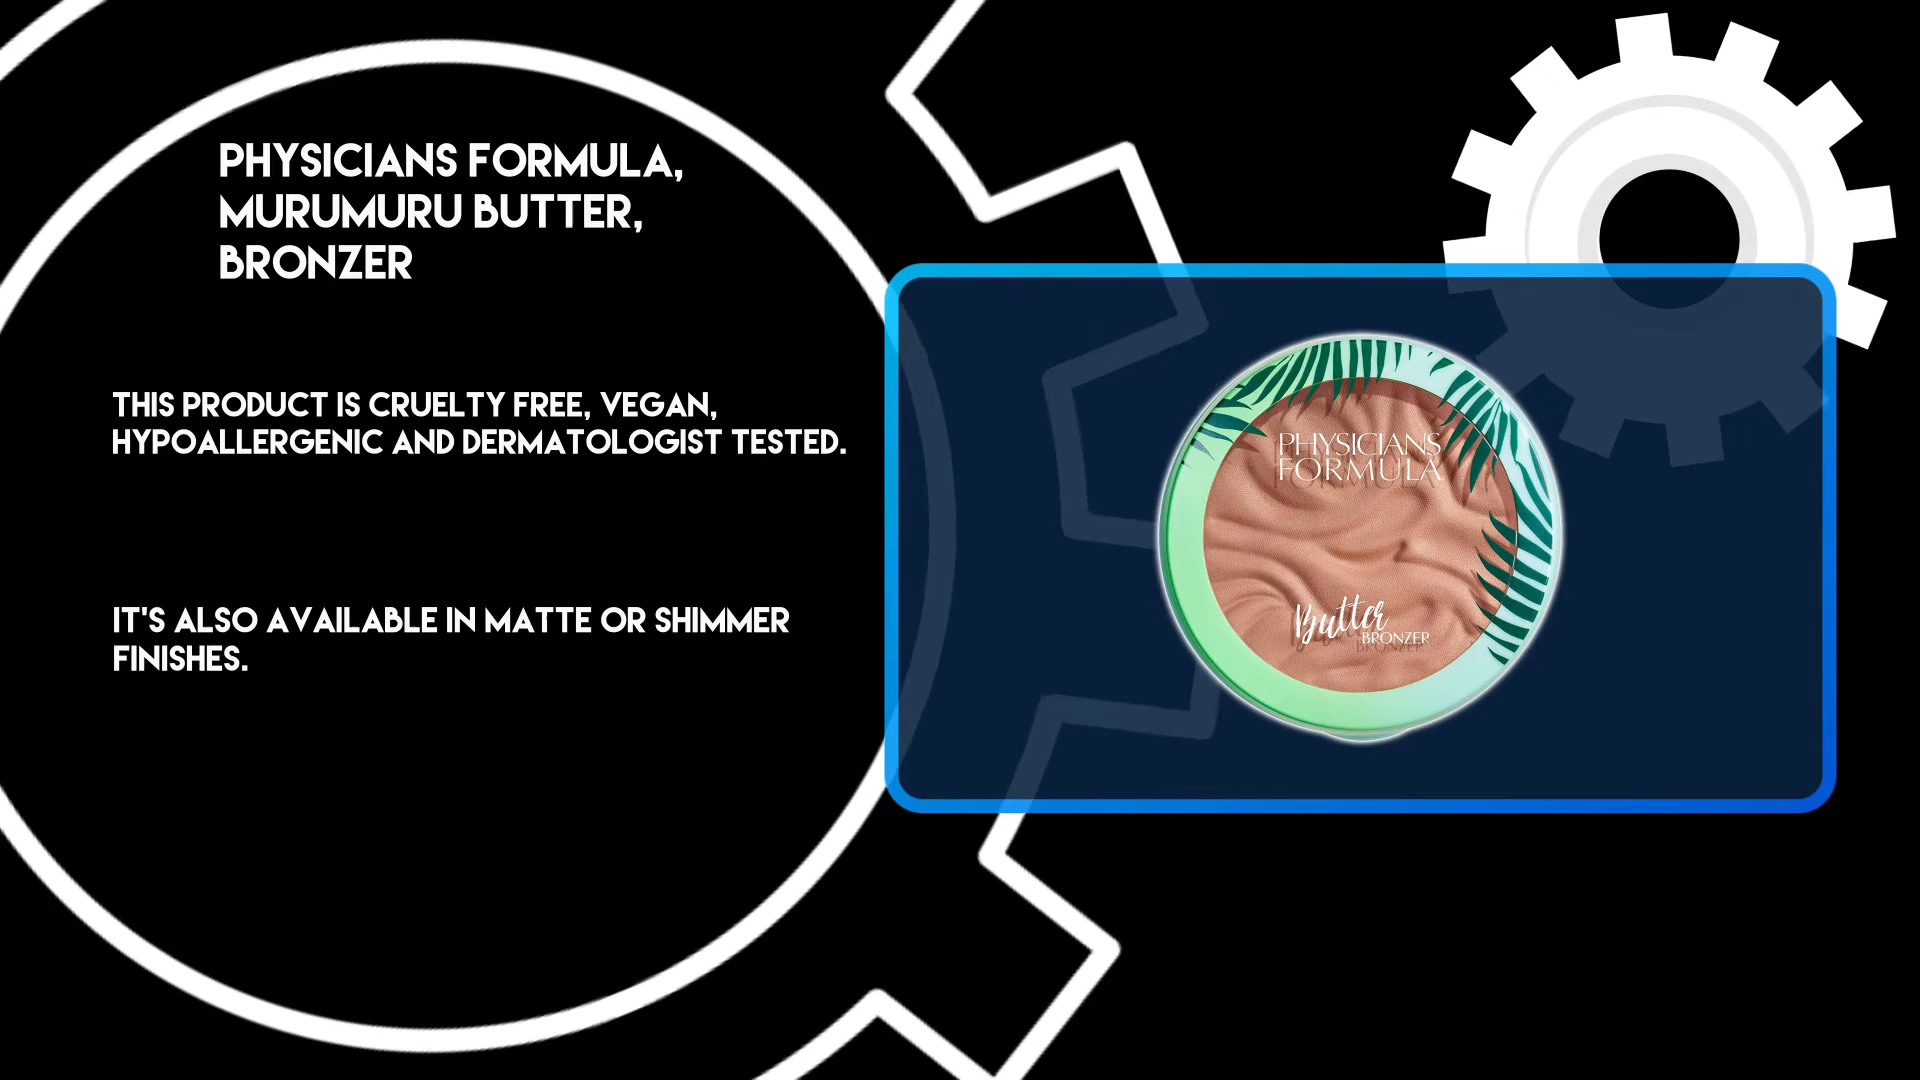 PHYSICIANS FORMULA,
MURUMURU BUTTER,
BRONZER
THIS PRODUCT IS CRUELTY FREE, VEGAN,
HYPOALLERGENIC AND DERMATOLOGIST TESTED.
IT'S ALSO AVAILABLE IN MATTE OR SHIMMER
FINISHES.
PHYSICIANS
FORMULA
Butter
BRONZER